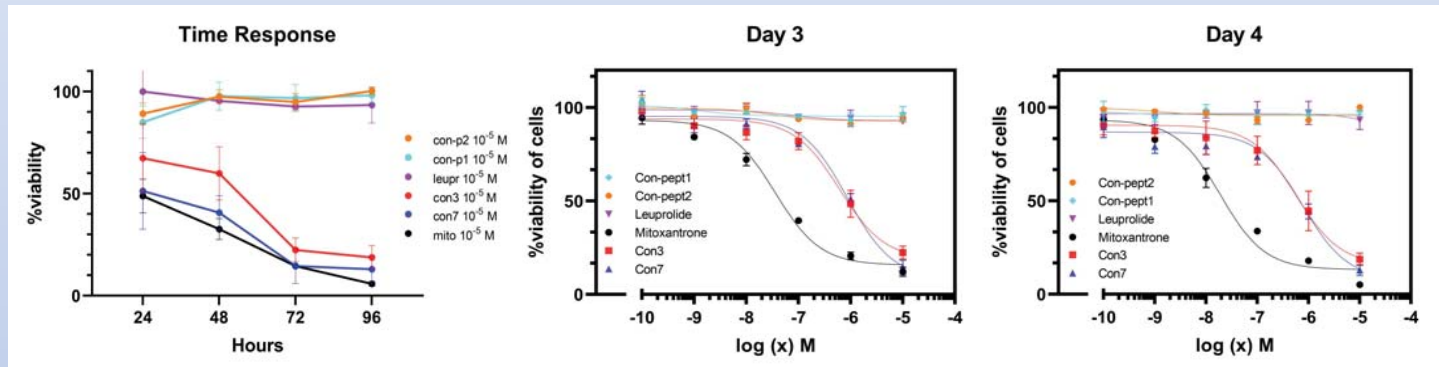 Time Response
%viability
100
50
0
24 48 72 96
Hours
con-p2 10⁻⁵ M
con-p1 10⁻⁵ M
leupr 10⁻⁵ M
con3 10⁻⁵ M
con7 10⁻⁵ M
mito 10⁻⁵ M
Day 3
%viability of cells
100
50
0
Con-pept1
Con-pept2
Leuprolide
Mitoxantrone
Con3
Con7
-10 -9 -8 -7 -6 -5 -4
log (x) M
Day 4
%viability of cells
100
50
0
Con-pept2
Con-pept1
Leuprolide
Mitoxantrone
Con3
Con7
-10 -9 -8 -7 -6 -5 -4
log (x) M